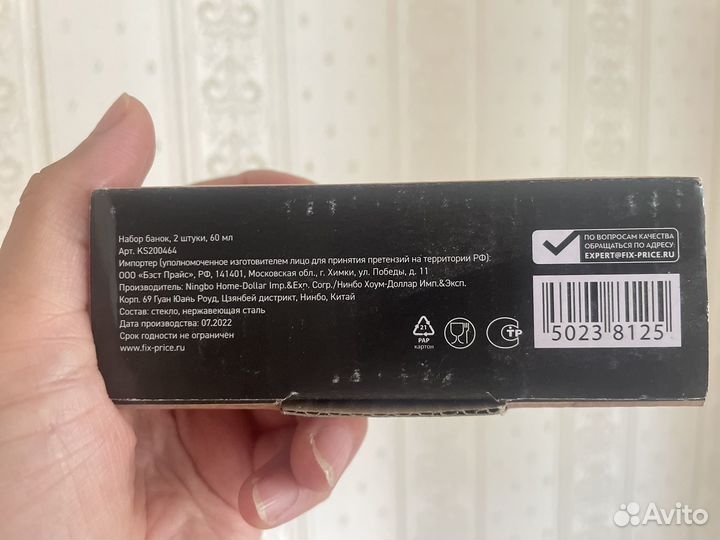 Набор банок, 2 штуки, 60 мл
Арт. KS200464
Импортер (уполномоченное изготовителем лицо для принятия претензий на территории РФ):
ООО «Бэст Прайс», РФ, 141401, Московская обл., г. Химки, ул. Победы, д. 11
Производитель: Ningbo Home-Dollar Imp.&Exp. Corp./Нинбо Хоум-Доллар Имп.&Эксп.
Корп. 69 Гуан Юань Роуд, Цзянбей дистрикт, Нинбо, Китай
Состав: стекло, нержавеющая сталь
Дата производства: 07.2022
Срок годности не ограничен
www.fix-price.ru
21
PAP
картон
СТР
ПО ВОПРОСАМ КАЧЕСТВА
ОБРАЩАТЬСЯ ПО АДРЕСУ:
EXPERT@FIX-PRICE.RU
5023 8125
Avito